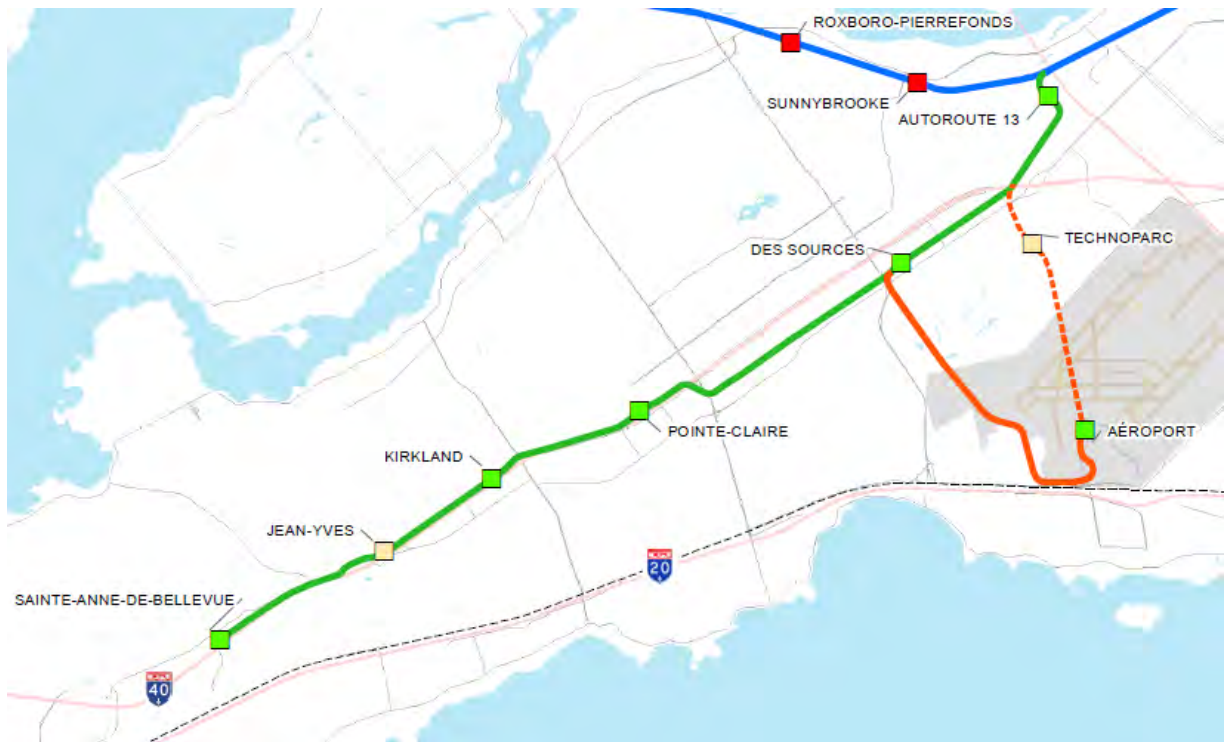 ROXBORO-PIERREFONDS
SUNNYBROOKE
AUTOROUTE 13
TECHNOPARC
DES SOURCES
AÉROPORT
POINTE-CLAIRE
KIRKLAND
JEAN-YVES
20
SAINTE-ANNE-DE-BELLEVUE
40